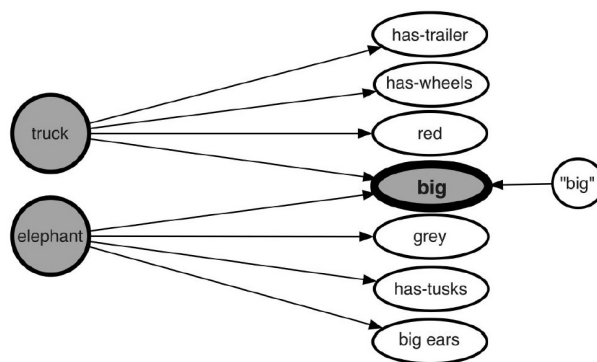 has-trailer
has-wheels
truck
red
big
"big"
elephant
grey
has-tusks
big ears